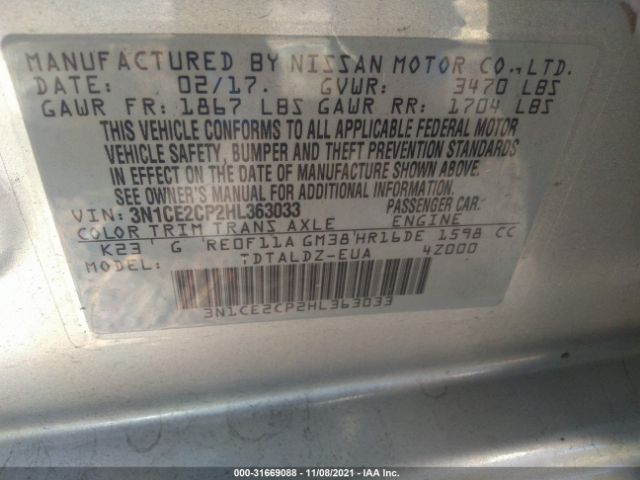 MANUFACTURED BY NISSAN MOTOR CO., LTD.
DATE: 02/17. GVWR: 3470 LBS
GAWR FR: 1867 LBS GAWR RR: 1704 LBS
THIS VEHICLE CONFORMS TO ALL APPLICABLE FEDERAL MOTOR
VEHICLE SAFETY, BUMPER AND THEFT PREVENTION STANDARDS
IN EFFECT ON THE DATE OF MANUFACTURE SHOWN ABOVE.
SEE OWNER'S MANUAL FOR ADDITIONAL INFORMATION.
VIN: 3N1CE2CP2HL363033 PASSENGER CAR.
COLOR TRIM TRANS AXLE ENGINE
K23 G RE0F11A GM38 HR16DE 1598 CC
MODEL: TDTALDZ-EUA 4Z000
3N1CE2CP2HL363033
000-31669088 - 11/08/2021 - IAA Inc.